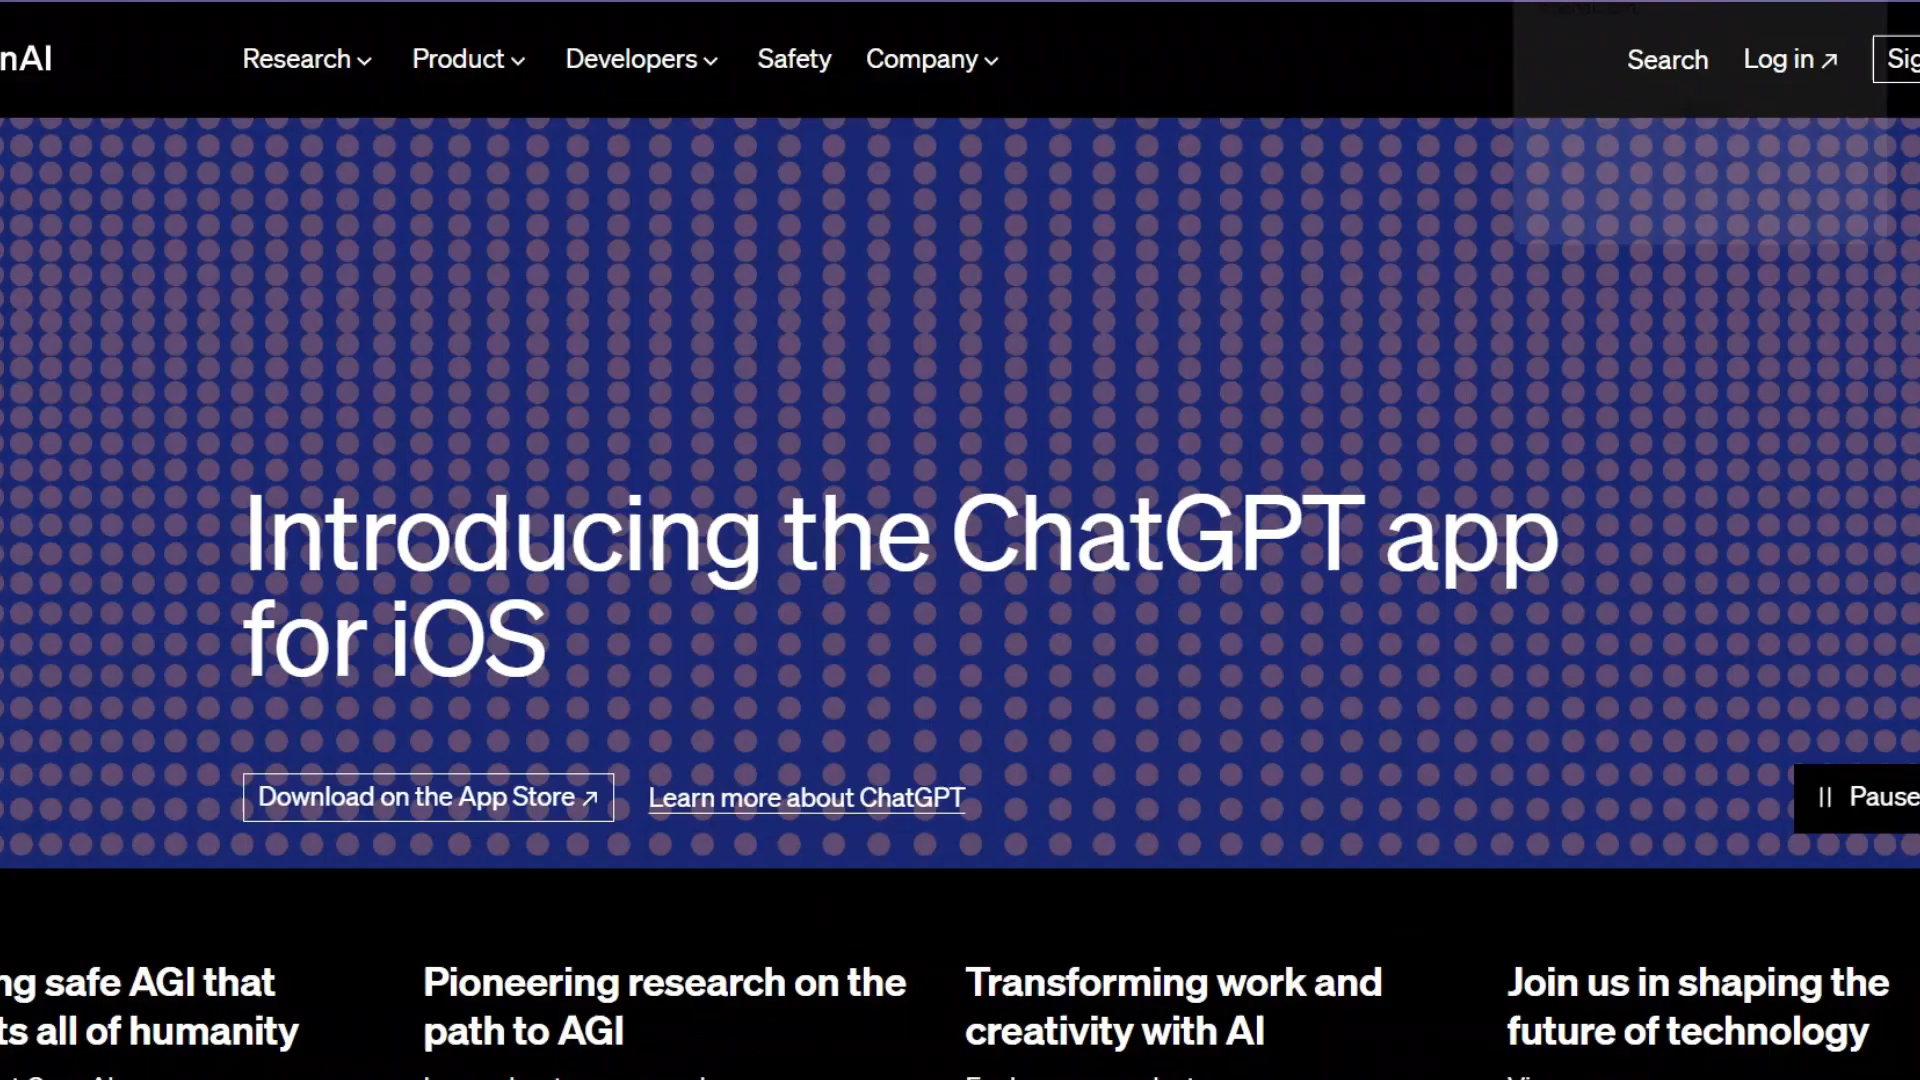 nAI
Research
Product
Developers
Safety
Company
Search
Log in ↗
Sig
Introducing the ChatGPT app
for iOS
Download on the App Store ↗
Learn more about ChatGPT
Pause
ng safe AGI that
ts all of humanity
Pioneering research on the
path to AGI
Transforming work and
creativity with AI
Join us in shaping the
future of technology